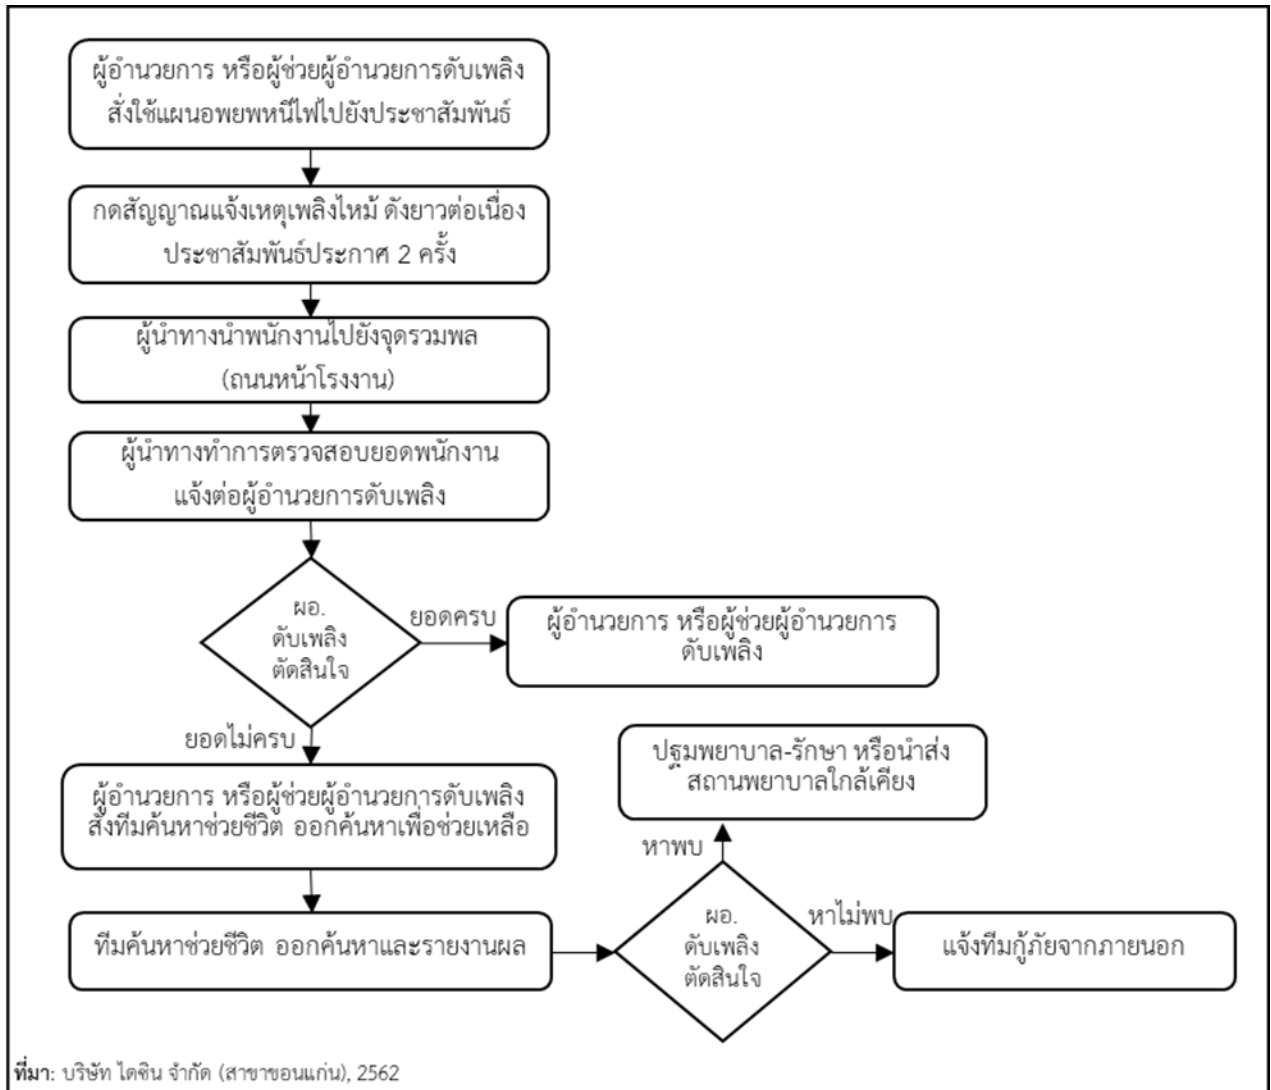 ผู้อำนวยการ หรือผู้ช่วยผู้อำนวยการดับเพลิง
สั่งใช้แผนอพยพหนีไฟไปยังประชาสัมพันธ์
กดสัญญาณแจ้งเหตุเพลิงไหม้ ดังยาวต่อเนื่อง
ประชาสัมพันธ์ประกาศ 2 ครั้ง
ผู้นำทางนำพนักงานไปยังจุดรวมพล
(ถนนหน้าโรงงาน)
ผู้นำทางทำการตรวจสอบยอดพนักงาน
แจ้งต่อผู้อำนวยการดับเพลิง
ผอ.
ดับเพลิง
ตัดสินใจ
ยอดครบ
ผู้อำนวยการ หรือผู้ช่วยผู้อำนวยการ
ดับเพลิง
ยอดไม่ครบ
ผู้อำนวยการ หรือผู้ช่วยผู้อำนวยการดับเพลิง
สั่งทีมค้นหาช่วยชีวิต ออกค้นหาเพื่อช่วยเหลือ
ทีมค้นหาช่วยชีวิต ออกค้นหาและรายงานผล
ผอ.
ดับเพลิง
ตัดสินใจ
หาพบ
ปฐมพยาบาล-รักษา หรือนำส่ง
สถานพยาบาลใกล้เคียง
หาไม่พบ
แจ้งทีมกู้ภัยจากภายนอก
ที่มา: บริษัท ไดซิน จำกัด (สาขาขอนแก่น), 2562